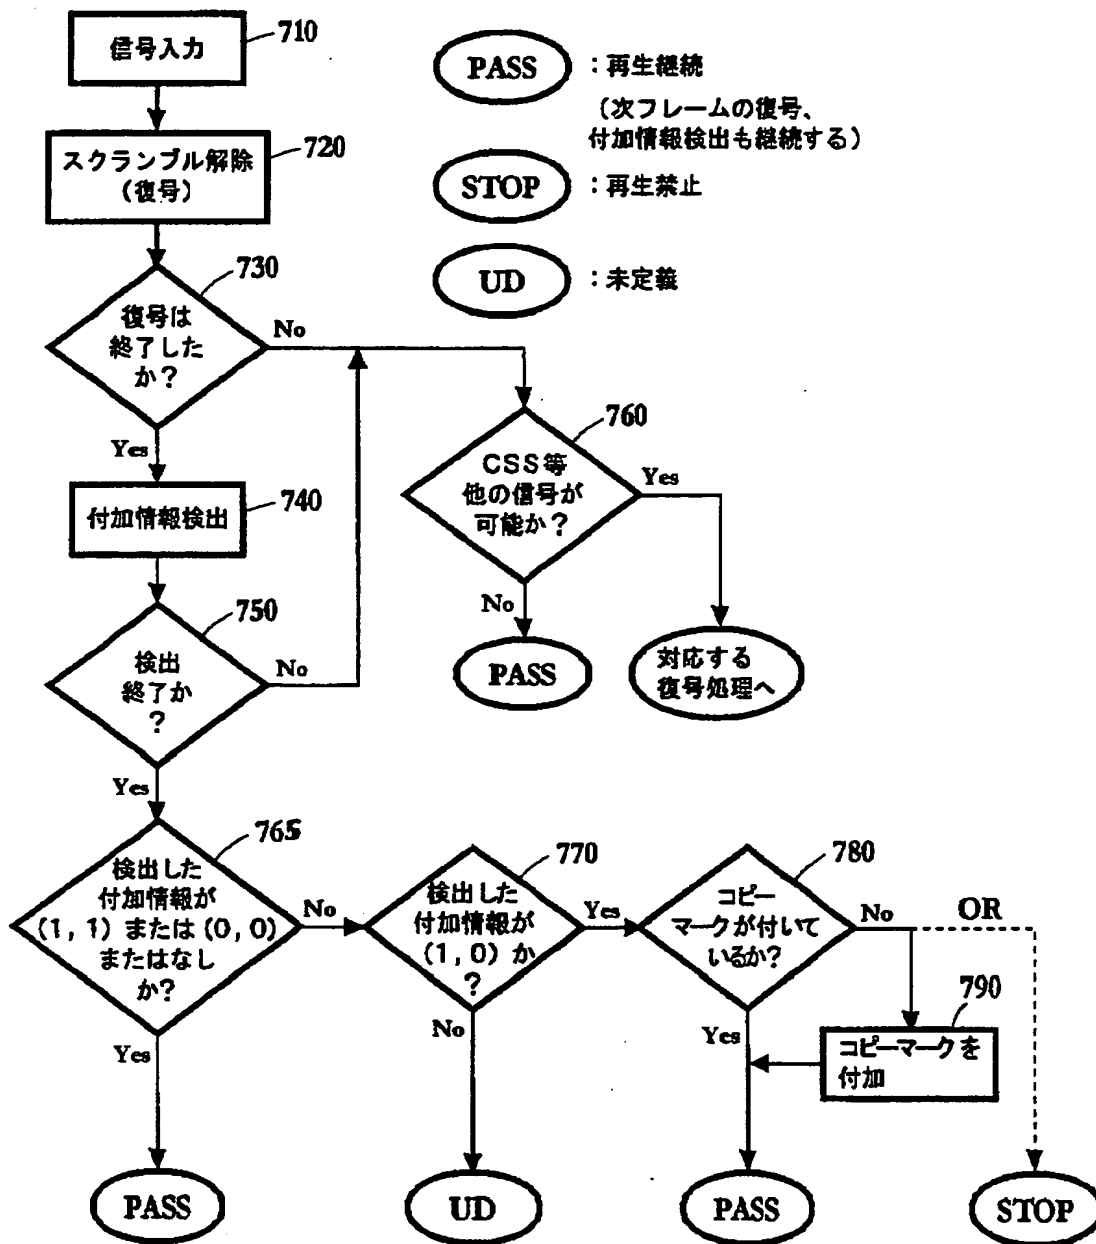 信号入力
710
PASS
：再生継続
（次フレームの復号、
付加情報検出も継続する）
スクランブル解除
（復号）
720
STOP
：再生禁止
UD
：未定義
730
復号は
終了した
か？
No
Yes
760
CSS等
他の信号が
可能か？
Yes
No
付加情報検出
740
PASS
対応する
復号処理へ
750
検出
終了か
？
No
Yes
765
検出した
付加情報が
(1, 1) または (0, 0)
またはなし
か？
No
Yes
770
検出した
付加情報が
(1, 0) か
？
Yes
No
780
コピー
マークが付いて
いるか？
No
OR
Yes
790
コピーマークを
付加
PASS
UD
PASS
STOP